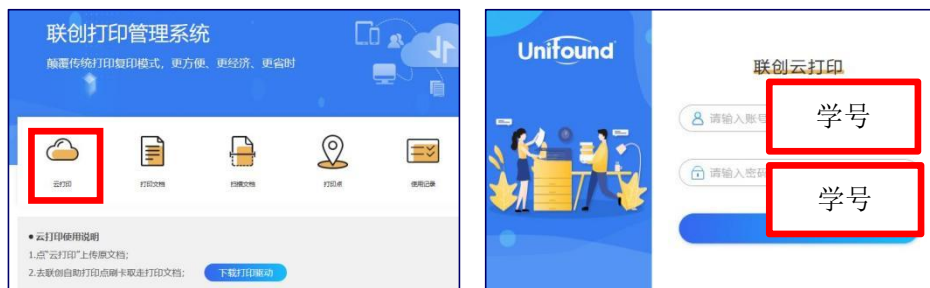 联创打印管理系统
颠覆传统打印复印模式，更方便、更经济、更省时
云打印
打印文档
扫描文档
打印点
使用记录
●云打印使用说明
1.点“云打印”上传原文档;
2.去联创自助打印点刷卡取走打印文档;
下载打印驱动
Unifound
联创云打印
请输入账号
学号
请输入密码
学号